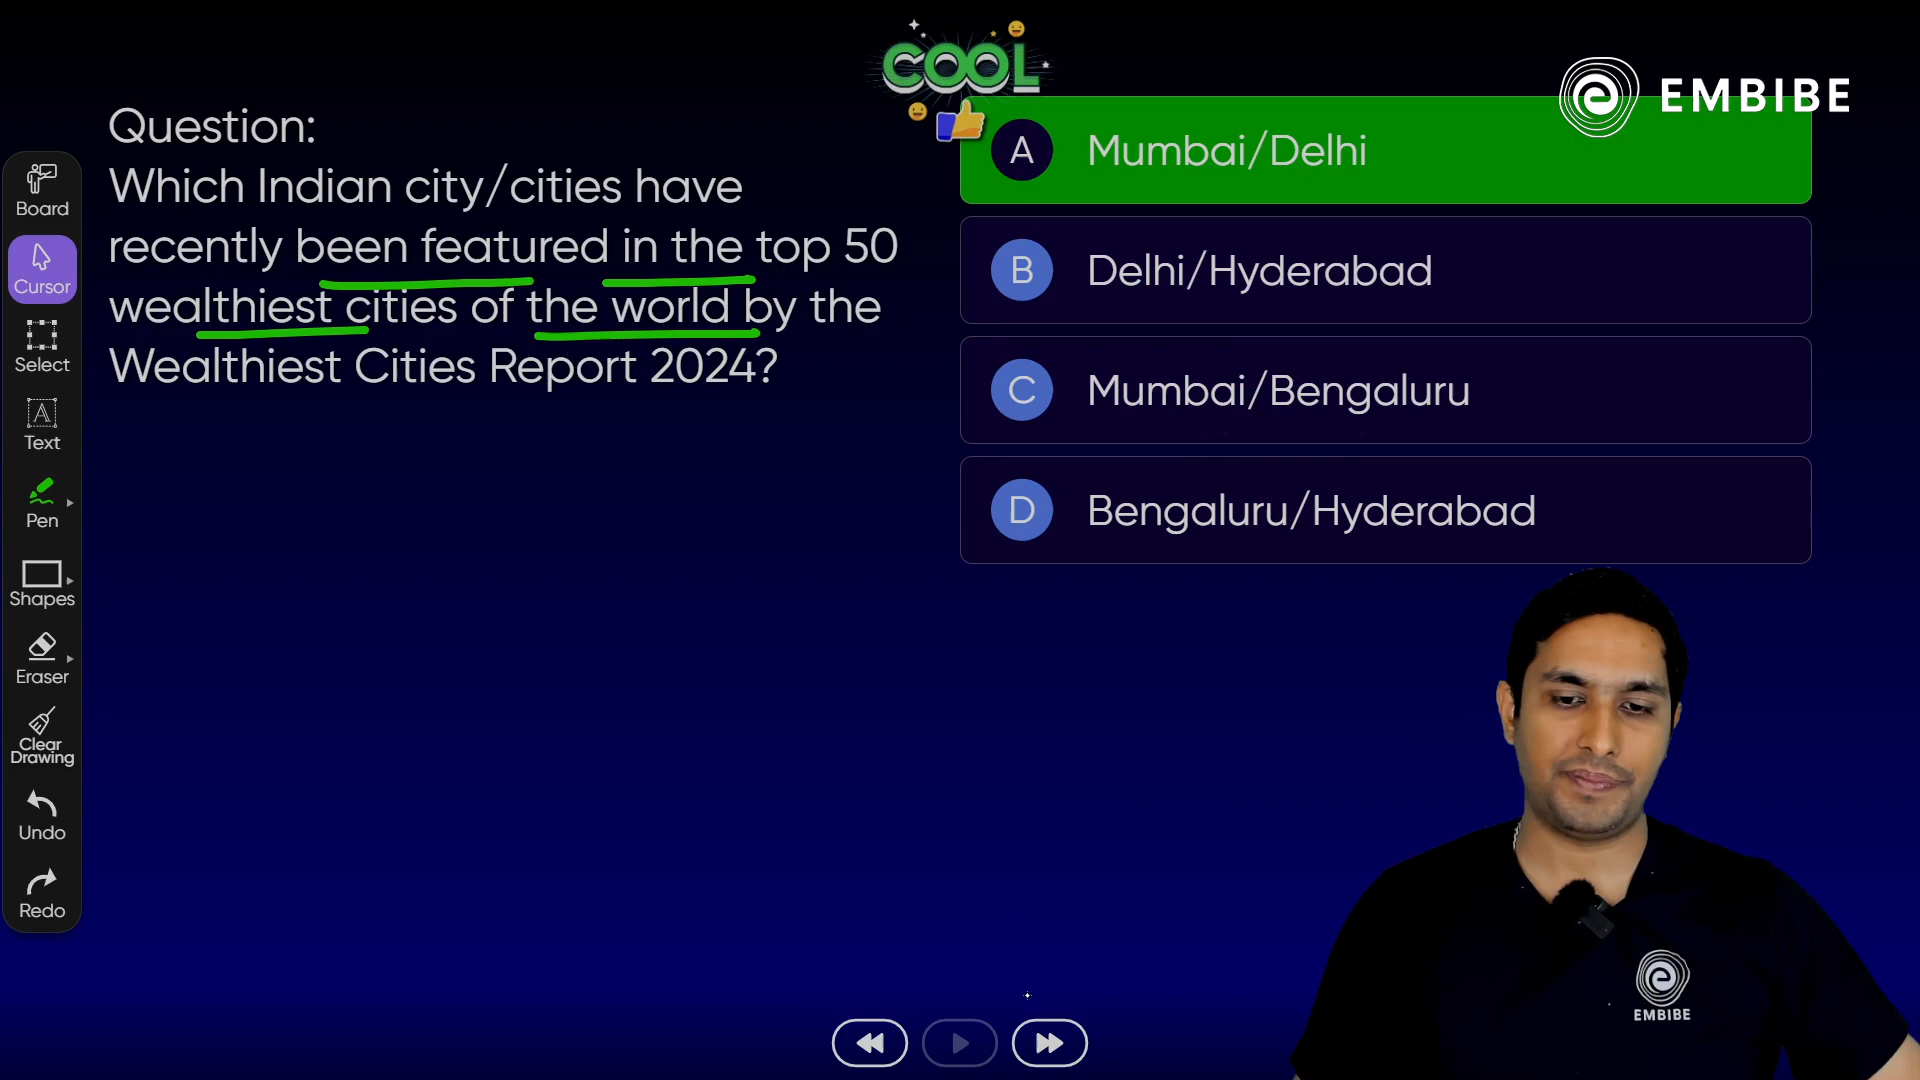 COOL
EMBIBE
Question:
Which Indian city/cities have
recently been featured in the top 50
wealthiest cities of the world by the
Wealthiest Cities Report 2024?
A Mumbai/Delhi
B Delhi/Hyderabad
C Mumbai/Bengaluru
D Bengaluru/Hyderabad
Board
Cursor
Select
A
Text
Pen
Shapes
Eraser
Clear
Drawing
Undo
Redo
EMBIBE